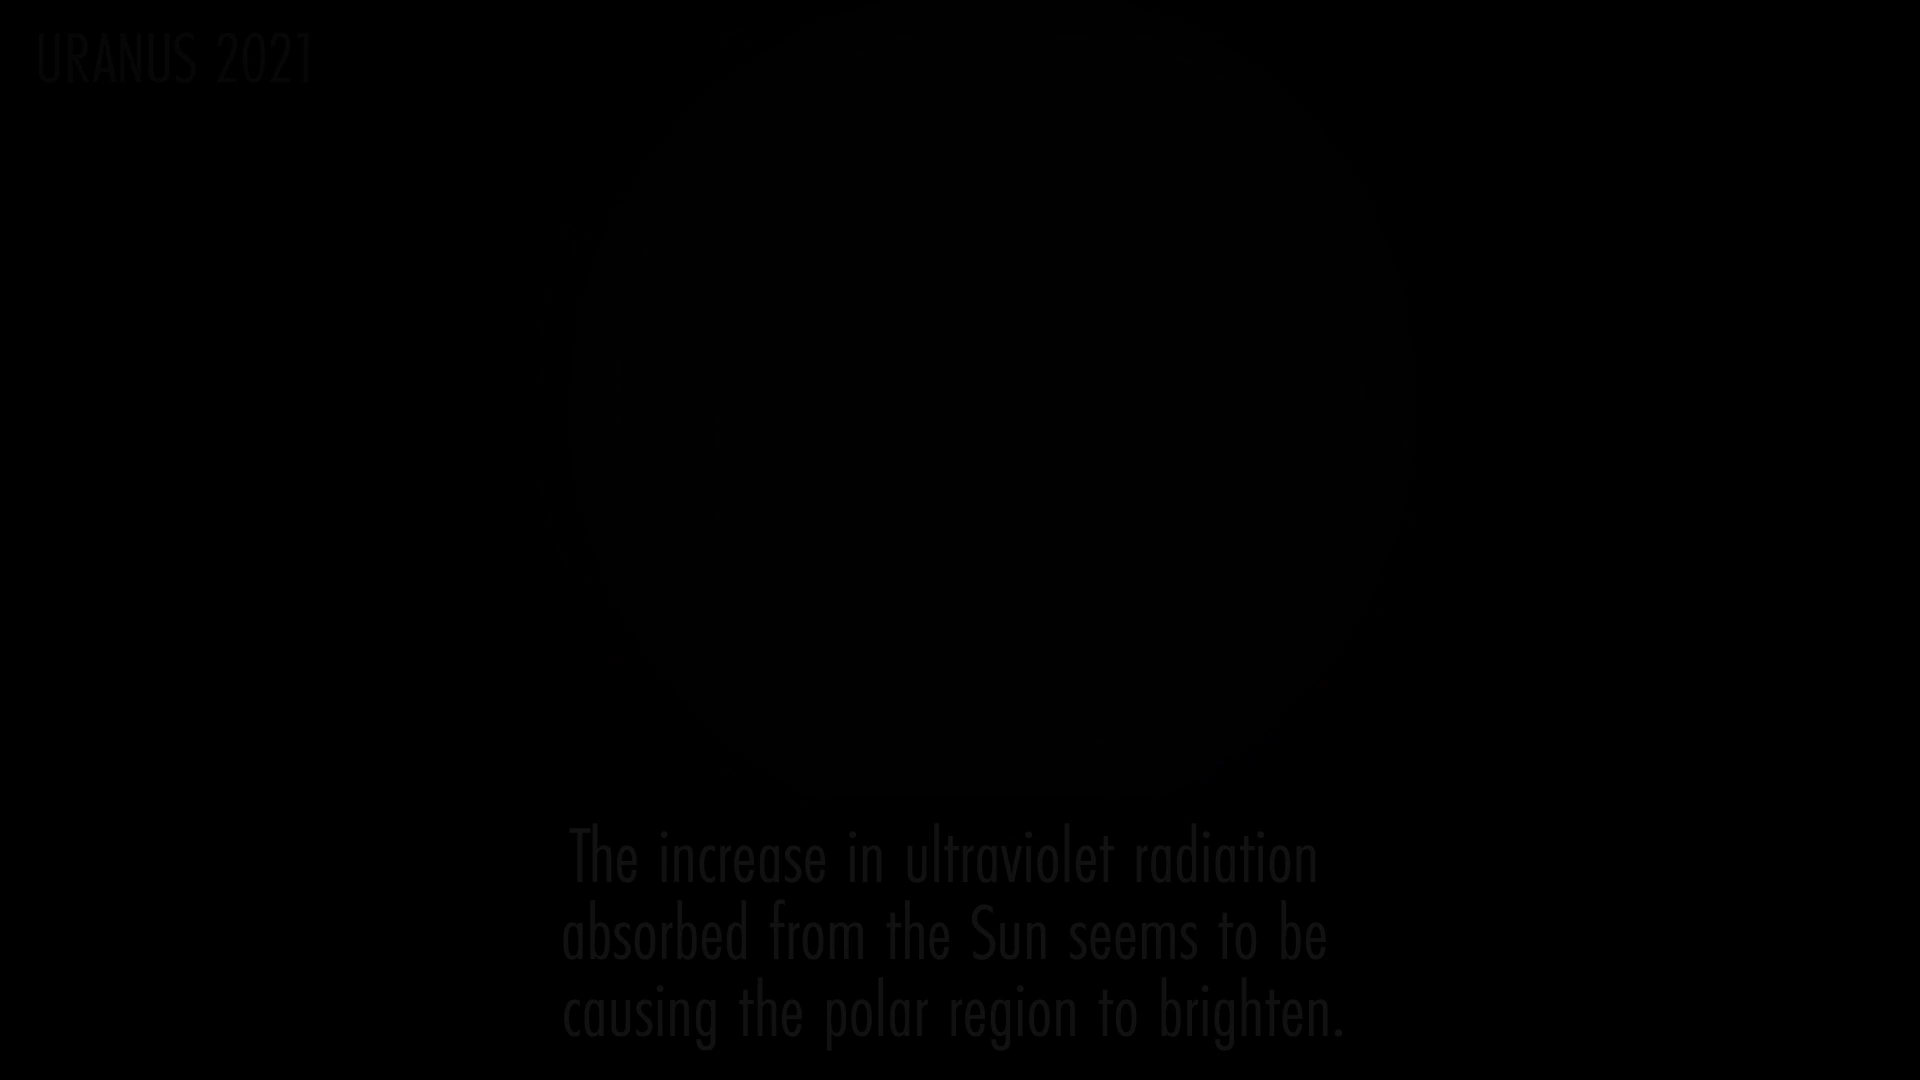 URANUS 2021
The increase in ultraviolet radiation
absorbed from the Sun seems to be
causing the polar region to brighten.